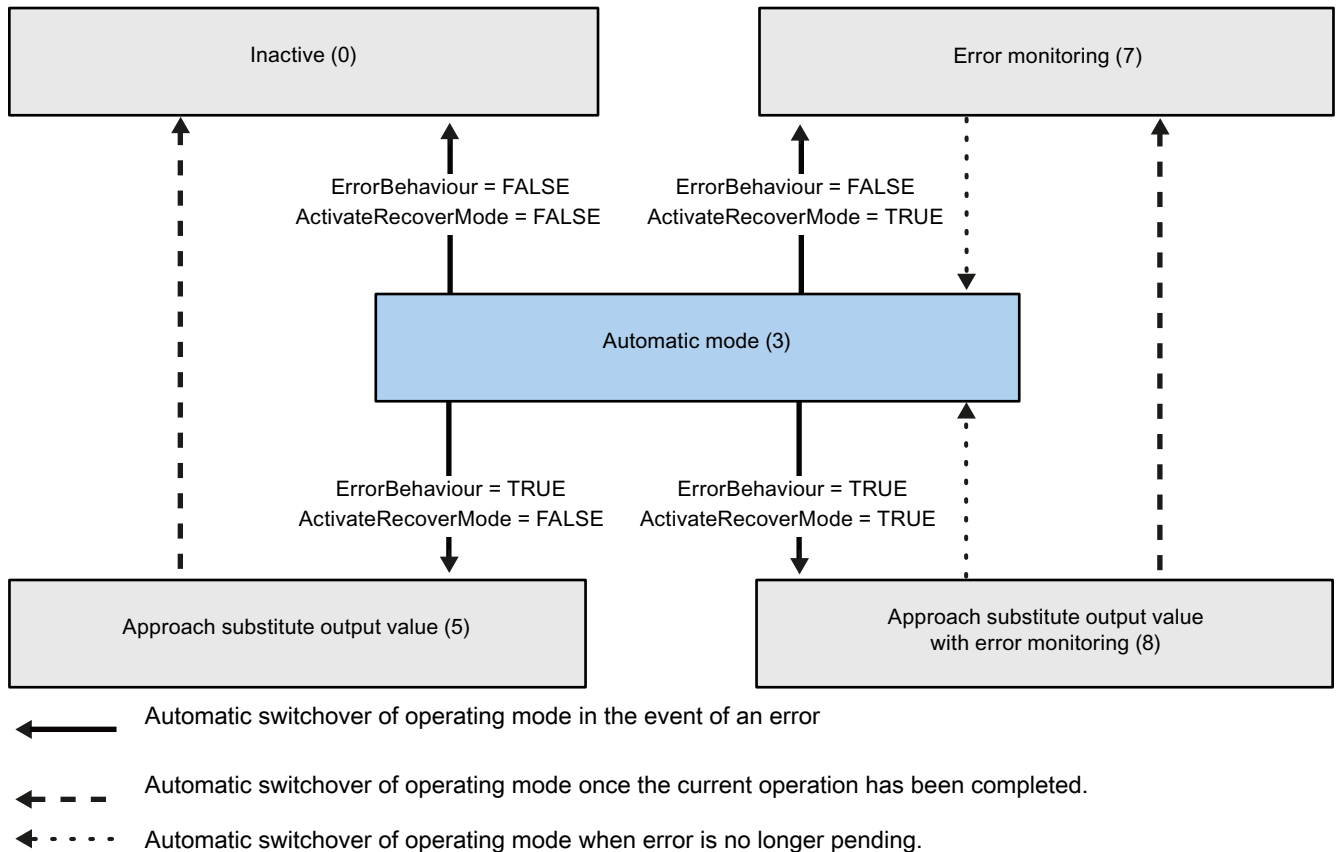 Inactive (0)
Error monitoring (7)
ErrorBehaviour = FALSE
ActivateRecoverMode = FALSE
ErrorBehaviour = FALSE
ActivateRecoverMode = TRUE
Automatic mode (3)
ErrorBehaviour = TRUE
ActivateRecoverMode = FALSE
ErrorBehaviour = TRUE
ActivateRecoverMode = TRUE
Approach substitute output value (5)
Approach substitute output value
with error monitoring (8)
Automatic switchover of operating mode in the event of an error
Automatic switchover of operating mode once the current operation has been completed.
Automatic switchover of operating mode when error is no longer pending.